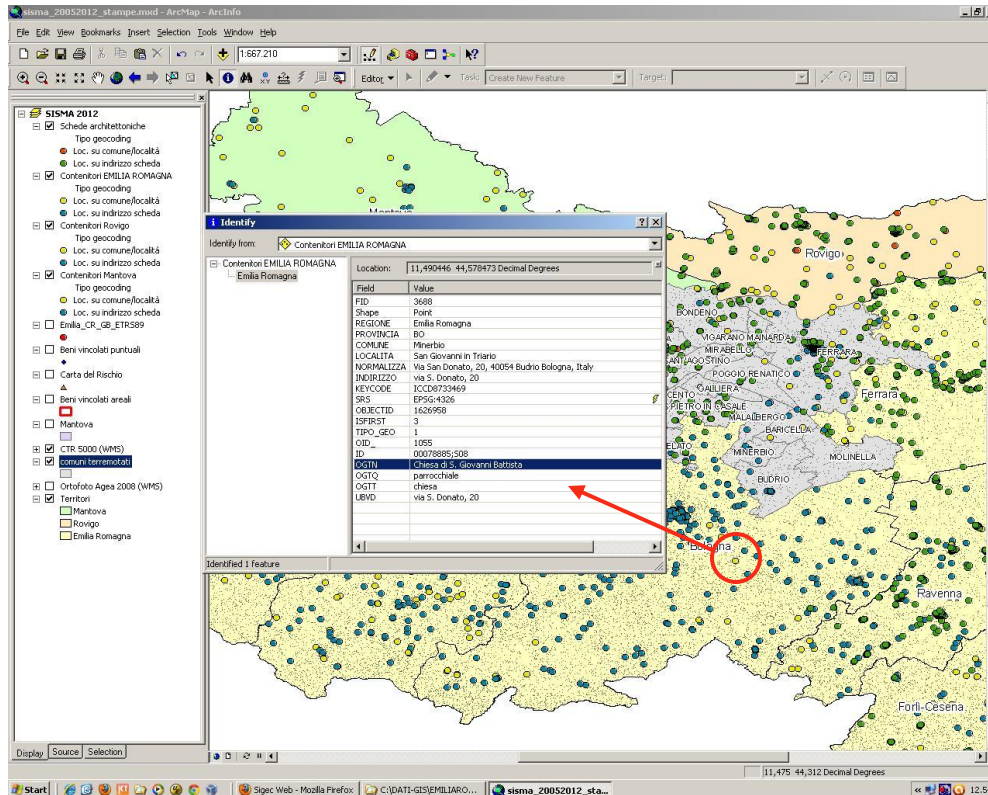 sisma_20052012_stampe.mxd - ArcMap - ArcInfo
File Edit View Bookmarks Insert Selection Tools Window Help
1:667.210
Editor Task: Create New Feature Target:
SISMA 2012
Schede architettoniche
Tipo geocoding
Loc. su comune/località
Loc. su indirizzo scheda
Contenitori EMILIA ROMAGNA
Tipo geocoding
Loc. su comune/località
Loc. su indirizzo scheda
Contenitori Rovigo
Tipo geocoding
Loc. su comune/località
Loc. su indirizzo scheda
Contenitori Mantova
Tipo geocoding
Loc. su comune/località
Loc. su indirizzo scheda
Emilia_CR_GB_ETRS89
Beni vincolati puntuali
Carta del Rischio
Beni vincolati areali
Mantova
CTR 5000 (WMS)
comuni terremotati
Ortofoto Agea 2008 (WMS)
Territori
Mantova
Rovigo
Emilia Romagna
Display Source Selection
Identify
Identify from: Contenitori EMILIA ROMAGNA
Contenitori EMILIA ROMAGNA
Emilia Romagna
Location: 11,490446 44,578473 Decimal Degrees
Field Value
FID 3688
Shape Point
REGIONE Emilia Romagna
PROVINCIA BO
COMUNE Minerbio
LOCALITA San Giovanni in Triario
NORMALIZZA Via San Donato, 20, 40054 Budrio Bologna, Italy
INDIRIZZO via S. Donato, 20
KEYCODE ICCD8733469
SRS EPSG:4326
OBJECTID 1626958
ISFIRST 3
TIPO_GEO 1
OID_ 1055
ID 00078885;508
OGTN Chiesa di S. Giovanni Battista
OGTQ parrocchiale
OGTT chiesa
UBVD via S. Donato, 20
Identified 1 feature
Rovigo
BONDENO
VIGARANO MAINARDA
MIRABELLO
FERRARA
POGGIO RENATICO
Ferrara
GALLIERA
MALALBERGO
BARICELLA
MINERBIO
MOLINELLA
BUDRIO
Bologna
Ravenna
Forlì-Cesena
11,475 44,312 Decimal Degrees
Start
Sigec Web - Mozilla Firefox
C:\DATI-GIS\EMILIARO...
sisma_20052012_sta...